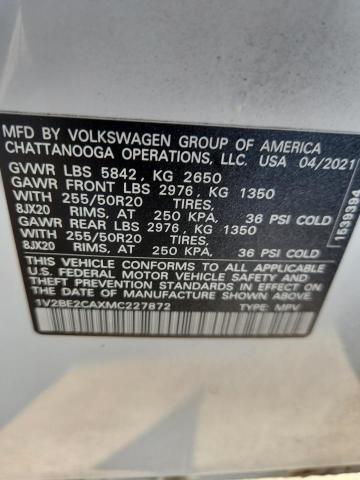 MFD BY VOLKSWAGEN GROUP OF AMERICA
CHATTANOOGA OPERATIONS, LLC. USA 04/2021
GVWR LBS 5842, KG 2650
GAWR FRONT LBS 2976, KG 1350
WITH 255/50R20 TIRES,
8JX20 RIMS, AT 250 KPA, 36 PSI COLD
GAWR REAR LBS 2976, KG 1350
WITH 255/50R20 TIRES,
8JX20 RIMS, AT 250 KPA, 36 PSI COLD
THIS VEHICLE CONFORMS TO ALL APPLICABLE
U.S. FEDERAL MOTOR VEHICLE SAFETY AND
THEFT PREVENTION STANDARDS IN EFFECT ON THE
DATE OF MANUFACTURE SHOWN ABOVE.
1V2BE2CAXMC227872 TYPE: MPV